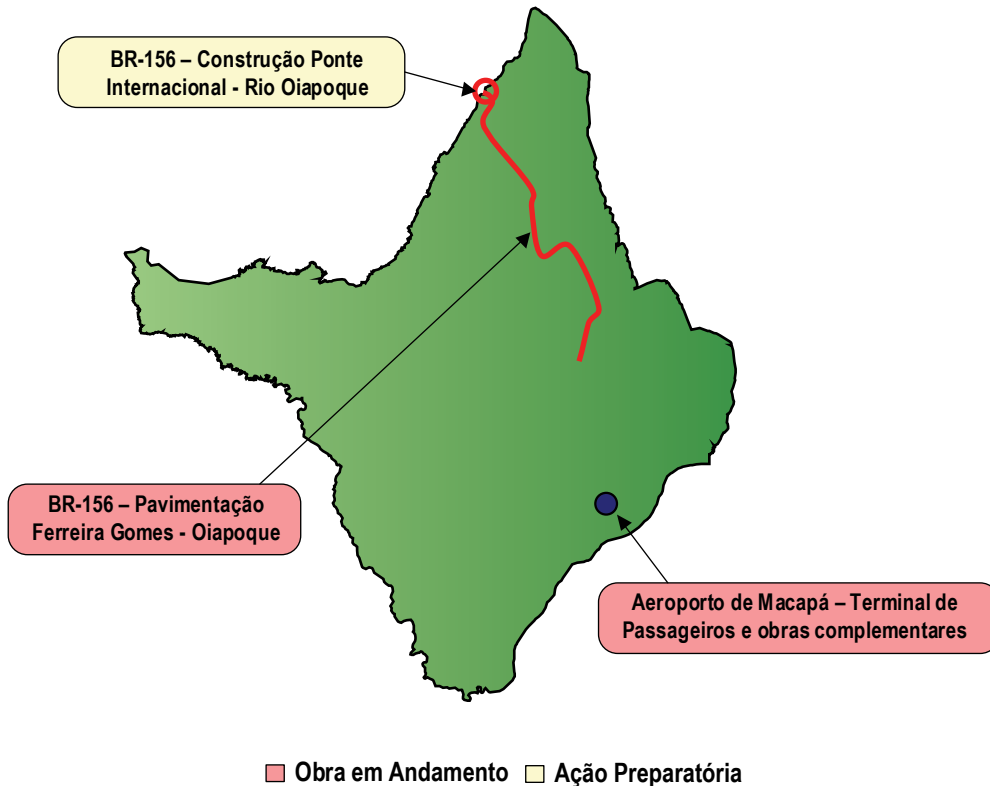 BR-156 – Construção Ponte
Internacional - Rio Oiapoque
BR-156 – Pavimentação
Ferreira Gomes - Oiapoque
Aeroporto de Macapá – Terminal de
Passageiros e obras complementares
Obra em Andamento
Ação Preparatória